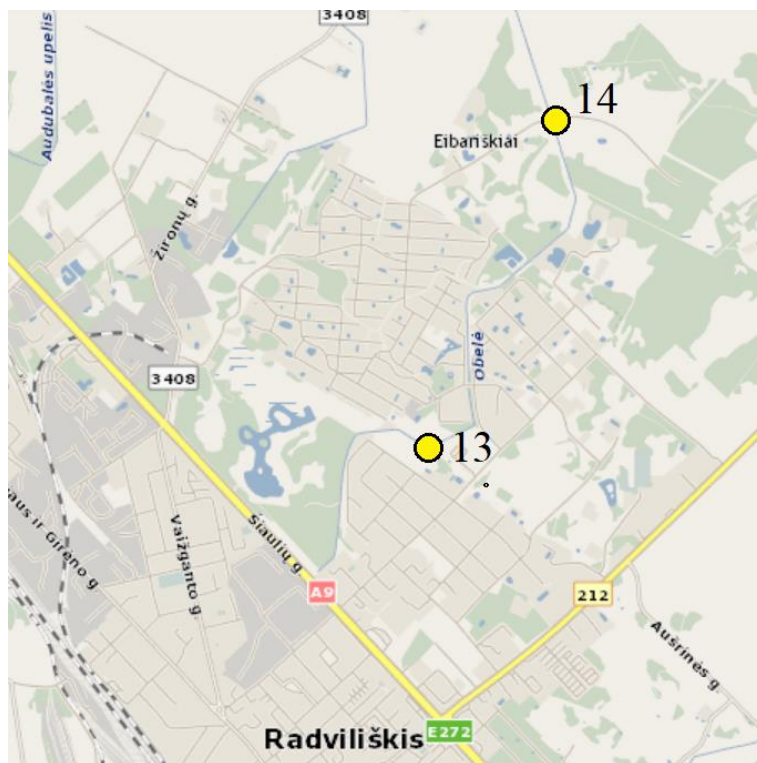 3408
14
Audubalės upelis
Eibariškiai
Žironų g.
Obelė
3408
13
Šiaulių g.
Vaižganto g.
aus ir Girėno g
A9
212
Aušrinės g.
Radviliškis
E272